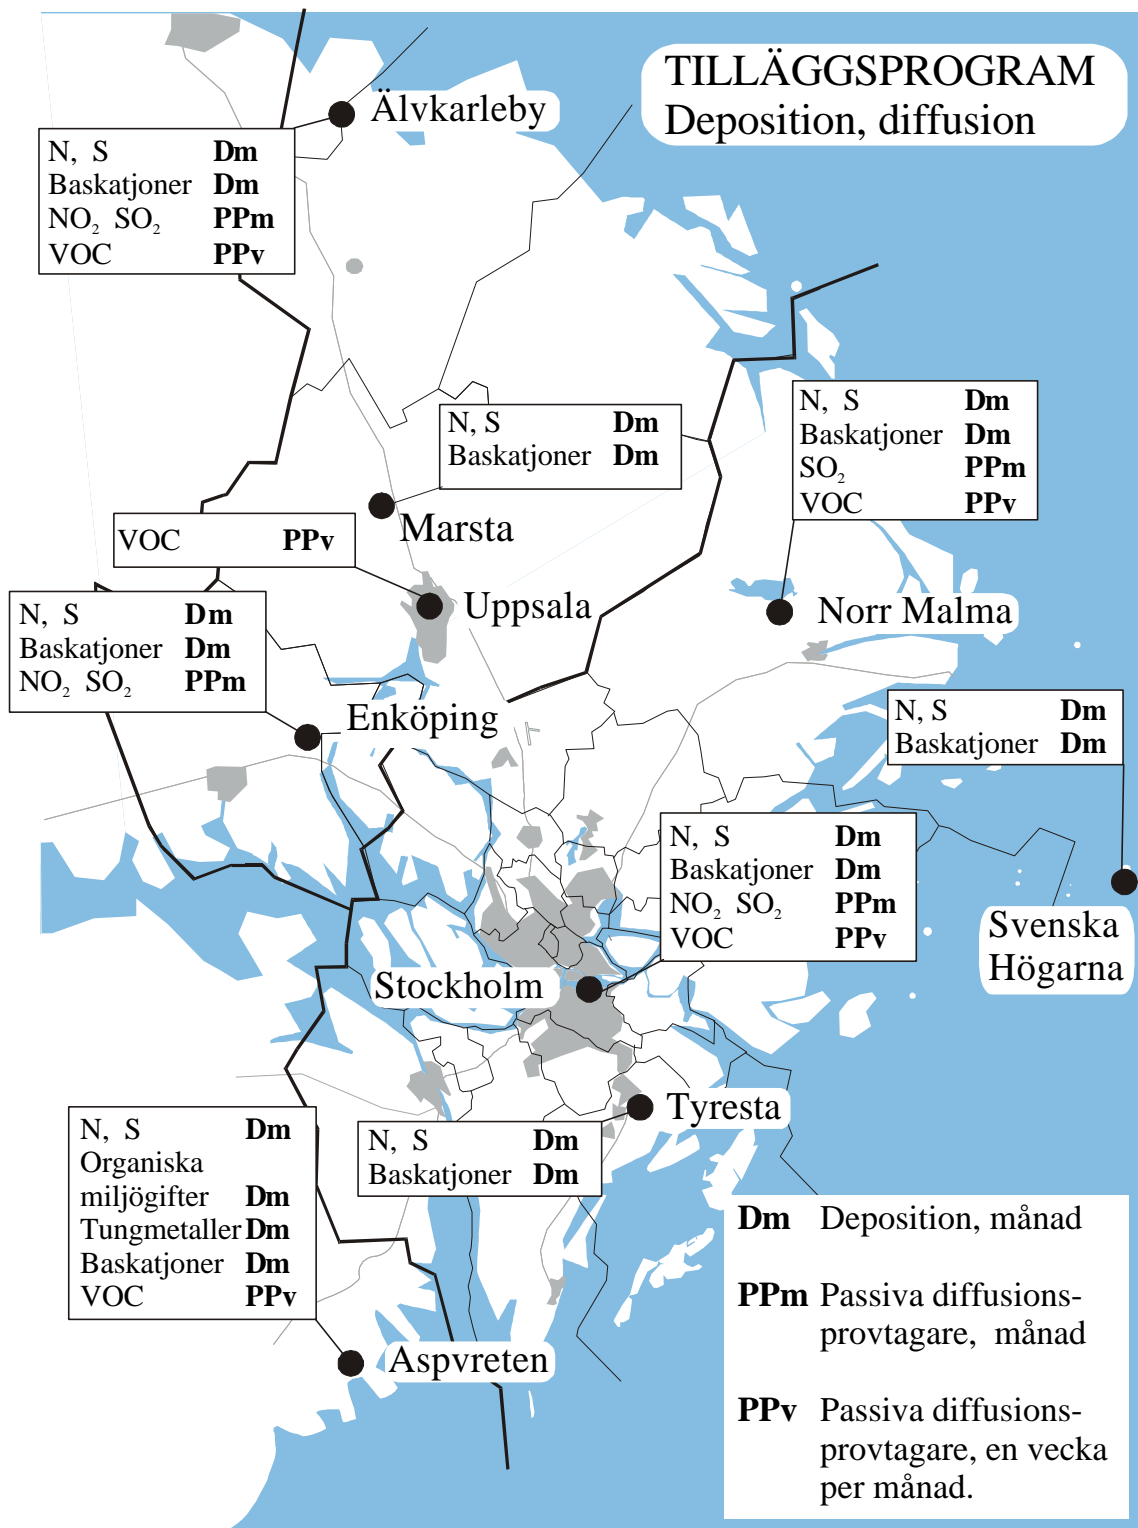 TILLÄGGSPROGRAM
Deposition, diffusion
Älvkarleby
N, S Dm
Baskatjoner Dm
NO₂ SO₂ PPm
VOC PPv
N, S Dm
Baskatjoner Dm
Marsta
N, S Dm
Baskatjoner Dm
SO₂ PPm
VOC PPv
Norr Malma
VOC PPv
Uppsala
N, S Dm
Baskatjoner Dm
NO₂ SO₂ PPm
Enköping
N, S Dm
Baskatjoner Dm
Svenska
Högarna
N, S Dm
Baskatjoner Dm
NO₂ SO₂ PPm
VOC PPv
Stockholm
Tyresta
N, S Dm
Baskatjoner Dm
N, S Dm
Organiska
miljögifter Dm
Tungmetaller Dm
Baskatjoner Dm
VOC PPv
Aspvreten
Dm Deposition, månad
PPm Passiva diffusions-
provtagare, månad
PPv Passiva diffusions-
provtagare, en vecka
per månad.